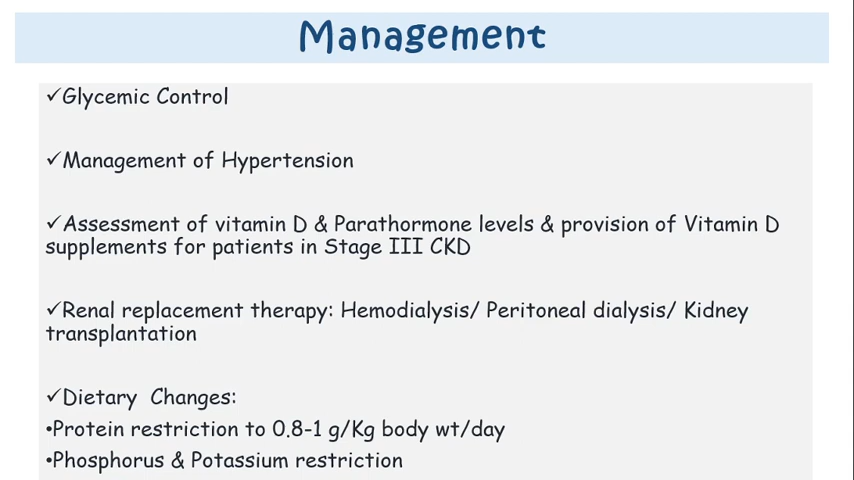 Management
✓Glycemic Control
✓Management of Hypertension
✓Assessment of vitamin D & Parathormone levels & provision of Vitamin D
supplements for patients in Stage III CKD
✓Renal replacement therapy: Hemodialysis/ Peritoneal dialysis/ Kidney
transplantation
✓Dietary Changes:
•Protein restriction to 0.8-1 g/Kg body wt/day
•Phosphorus & Potassium restriction